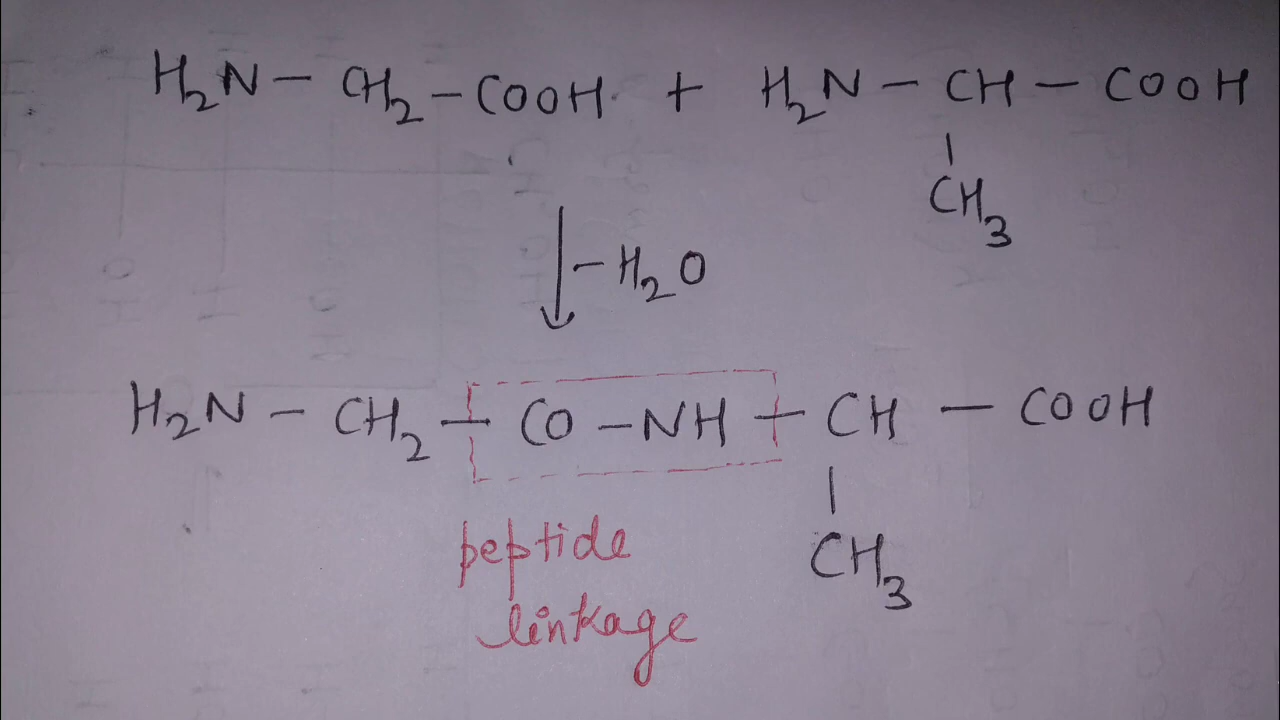 H₂N – CH₂ – COOH + H₂N – CH – COOH
|
CH₃
– H₂O
H₂N – CH₂ – CO – NH – CH – COOH
|
CH₃
peptide
linkage